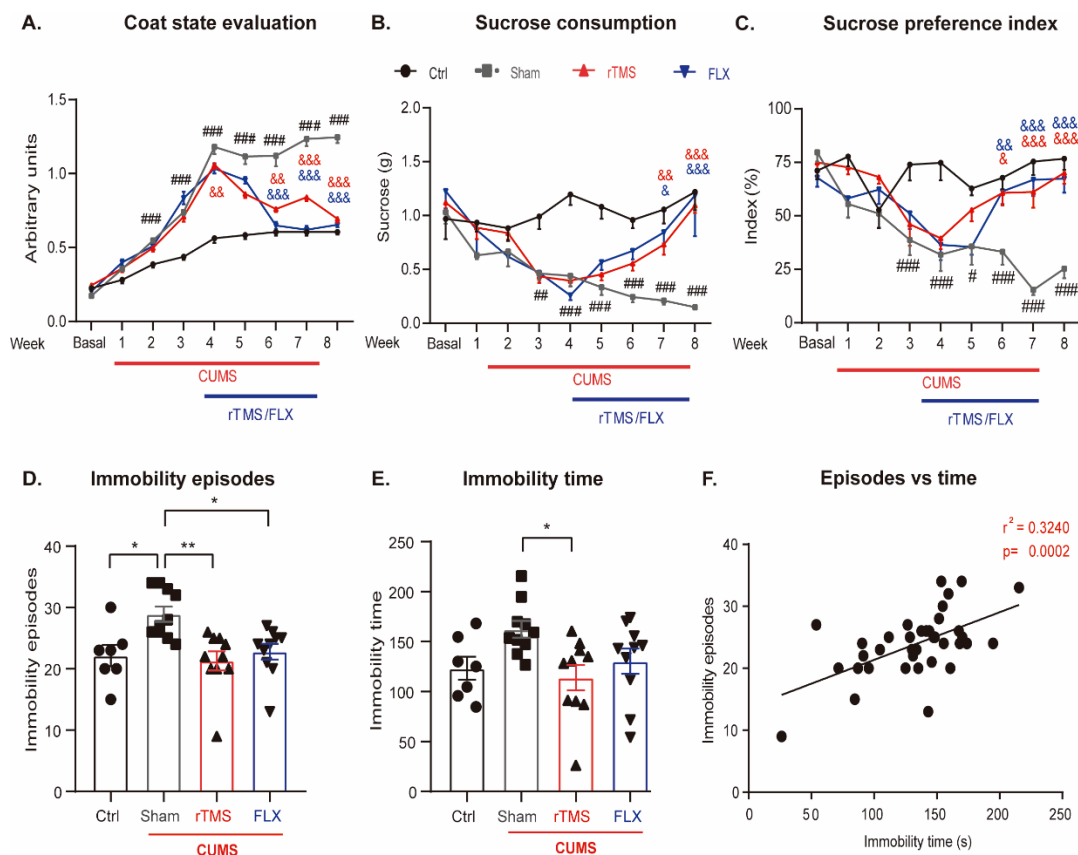 A. Coat state evaluation
B. Sucrose consumption
C. Sucrose preference index
Ctrl Sham rTMS FLX
Arbitrary units
1.5
1.0
0.5
0.0
###
###
###
###
###
###
###
&&
&&
&&&
&&&
&&&
&&&
&&&
Week Basal 1 2 3 4 5 6 7 8
CUMS
rTMS/FLX
Sucrose (g)
2.0
1.5
1.0
0.5
0.0
##
###
###
###
###
###
&&
&
&&&
&&&
Week Basal 1 2 3 4 5 6 7 8
CUMS
rTMS/FLX
Index (%)
100
75
50
25
0
###
###
#
###
###
###
&&
&
&&&
&&&
&&&
&&&
Week Basal 1 2 3 4 5 6 7 8
CUMS
rTMS/FLX
D. Immobility episodes
Immobility episodes
40
30
20
10
0
*
*
**
Ctrl Sham rTMS FLX
CUMS
E. Immobility time
Immobility time
250
200
150
100
50
0
*
Ctrl Sham rTMS FLX
CUMS
F. Episodes vs time
r² = 0.3240
p= 0.0002
Immobility episodes
40
30
20
10
0
0 50 100 150 200 250
Immobility time (s)